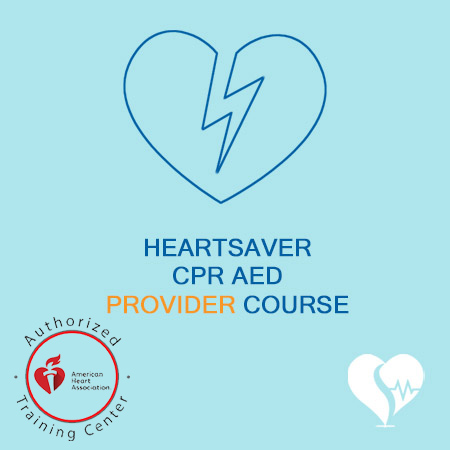 HEARTSAVER
CPR AED
PROVIDER COURSE
Authorized
American
Heart
Association.
Training Center